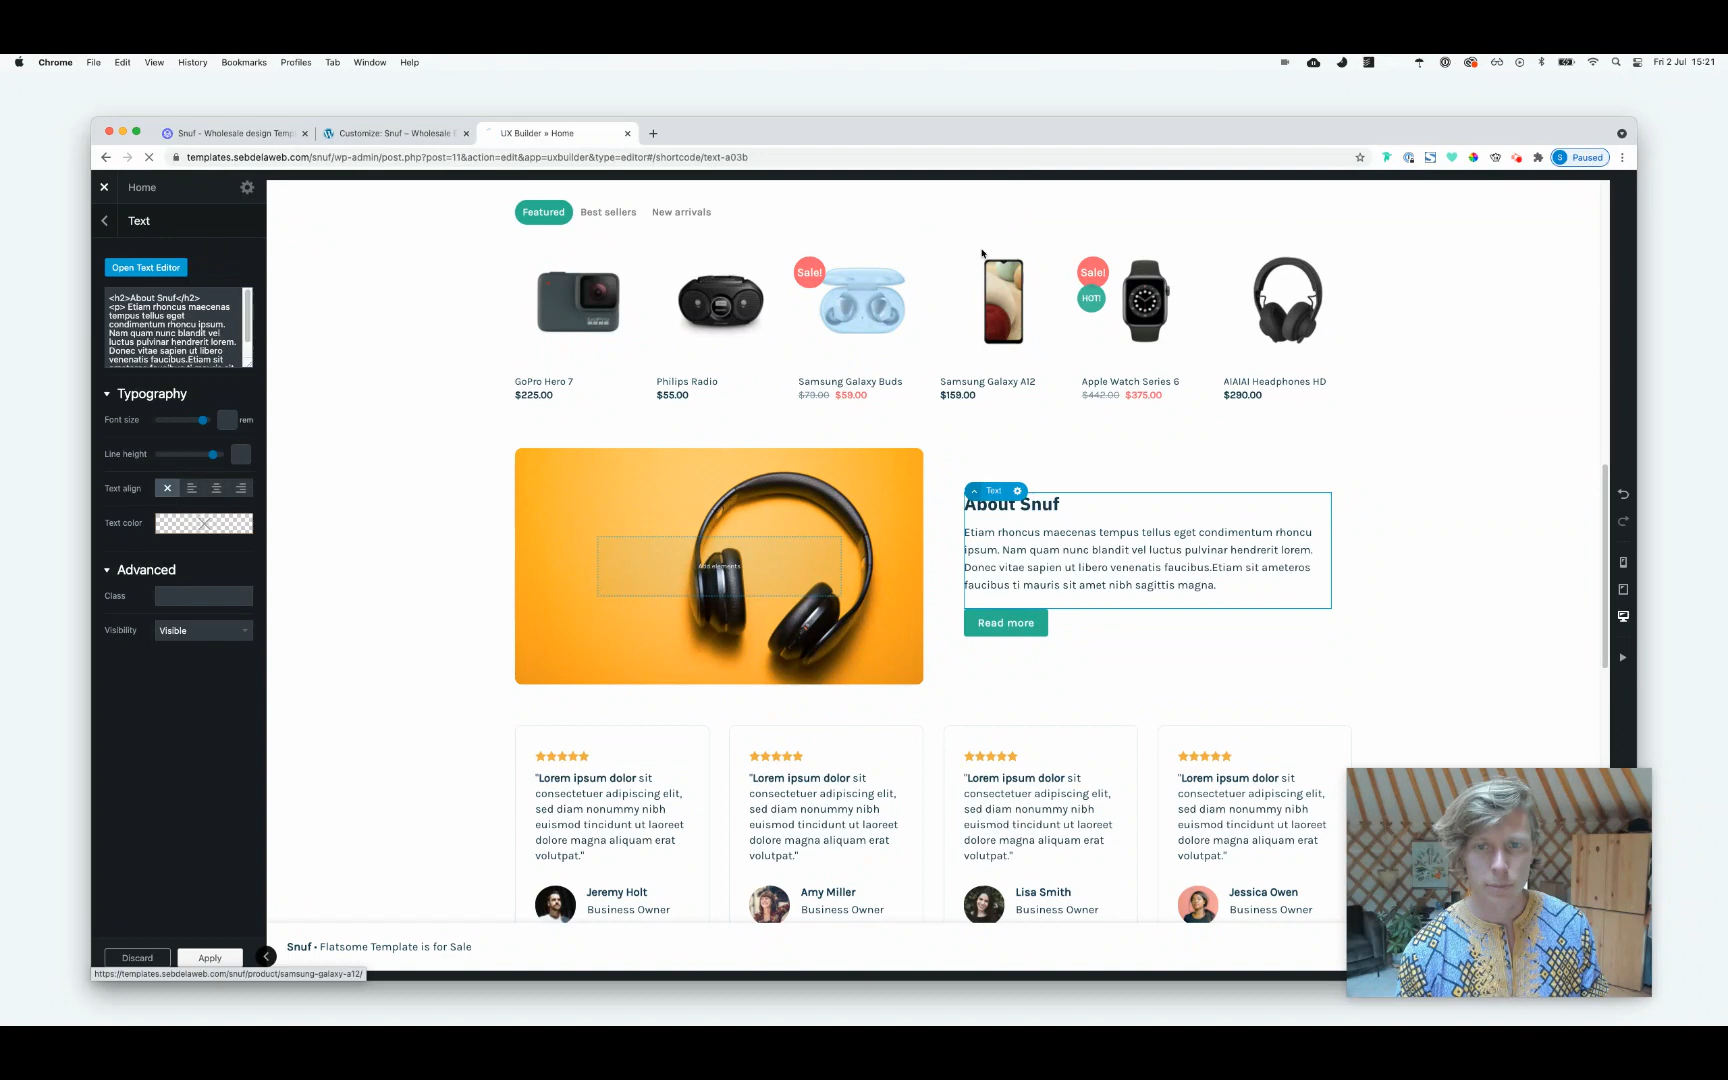 Chrome File Edit View History Bookmarks Profiles Tab Window Help
Fri 2 Jul 15:21
Snuf - Wholesale design Temp
Customize: Snuf – Wholesale
UX Builder » Home
templates.sebdelaweb.com/snuf/wp-admin/post.php?post=11&action=edit&app=uxbuilder&type=editor#/shortcode/text-a03b
S Paused
Home
Text
Open Text Editor
<h2>About Snuf</h2>
<p> Etiam rhoncus maecenas
tempus tellus eget
condimentum rhoncu ipsum.
Nam quam nunc blandit vel
luctus pulvinar hendrerit lorem.
Donec vitae sapien ut libero
venenatis faucibus.Etiam sit
Typography
Font size
rem
Line height
Text align
Text color
Advanced
Class
Visibility
Visible
Discard
Apply
https://templates.sebdelaweb.com/snuf/product/samsung-galaxy-a12/
Featured Best sellers New arrivals
Sale!
Sale!
HOT!
GoPro Hero 7
$225.00
Philips Radio
$55.00
Samsung Galaxy Buds
$79.00 $59.00
Samsung Galaxy A12
$159.00
Apple Watch Series 6
$442.00 $375.00
AIAIAI Headphones HD
$290.00
Add elements
Text
About Snuf
Etiam rhoncus maecenas tempus tellus eget condimentum rhoncu
ipsum. Nam quam nunc blandit vel luctus pulvinar hendrerit lorem.
Donec vitae sapien ut libero venenatis faucibus.Etiam sit ameteros
faucibus ti mauris sit amet nibh sagittis magna.
Read more
"Lorem ipsum dolor sit
consectetuer adipiscing elit,
sed diam nonummy nibh
euismod tincidunt ut laoreet
dolore magna aliquam erat
volutpat."
Jeremy Holt
Business Owner
"Lorem ipsum dolor sit
consectetuer adipiscing elit,
sed diam nonummy nibh
euismod tincidunt ut laoreet
dolore magna aliquam erat
volutpat."
Amy Miller
Business Owner
"Lorem ipsum dolor sit
consectetuer adipiscing elit,
sed diam nonummy nibh
euismod tincidunt ut laoreet
dolore magna aliquam erat
volutpat."
Lisa Smith
Business Owner
"Lorem ipsum dolor sit
consectetuer adipiscing elit,
sed diam nonummy nibh
euismod tincidunt ut laoreet
dolore magna aliquam erat
volutpat."
Jessica Owen
Business Owner
Snuf • Flatsome Template is for Sale